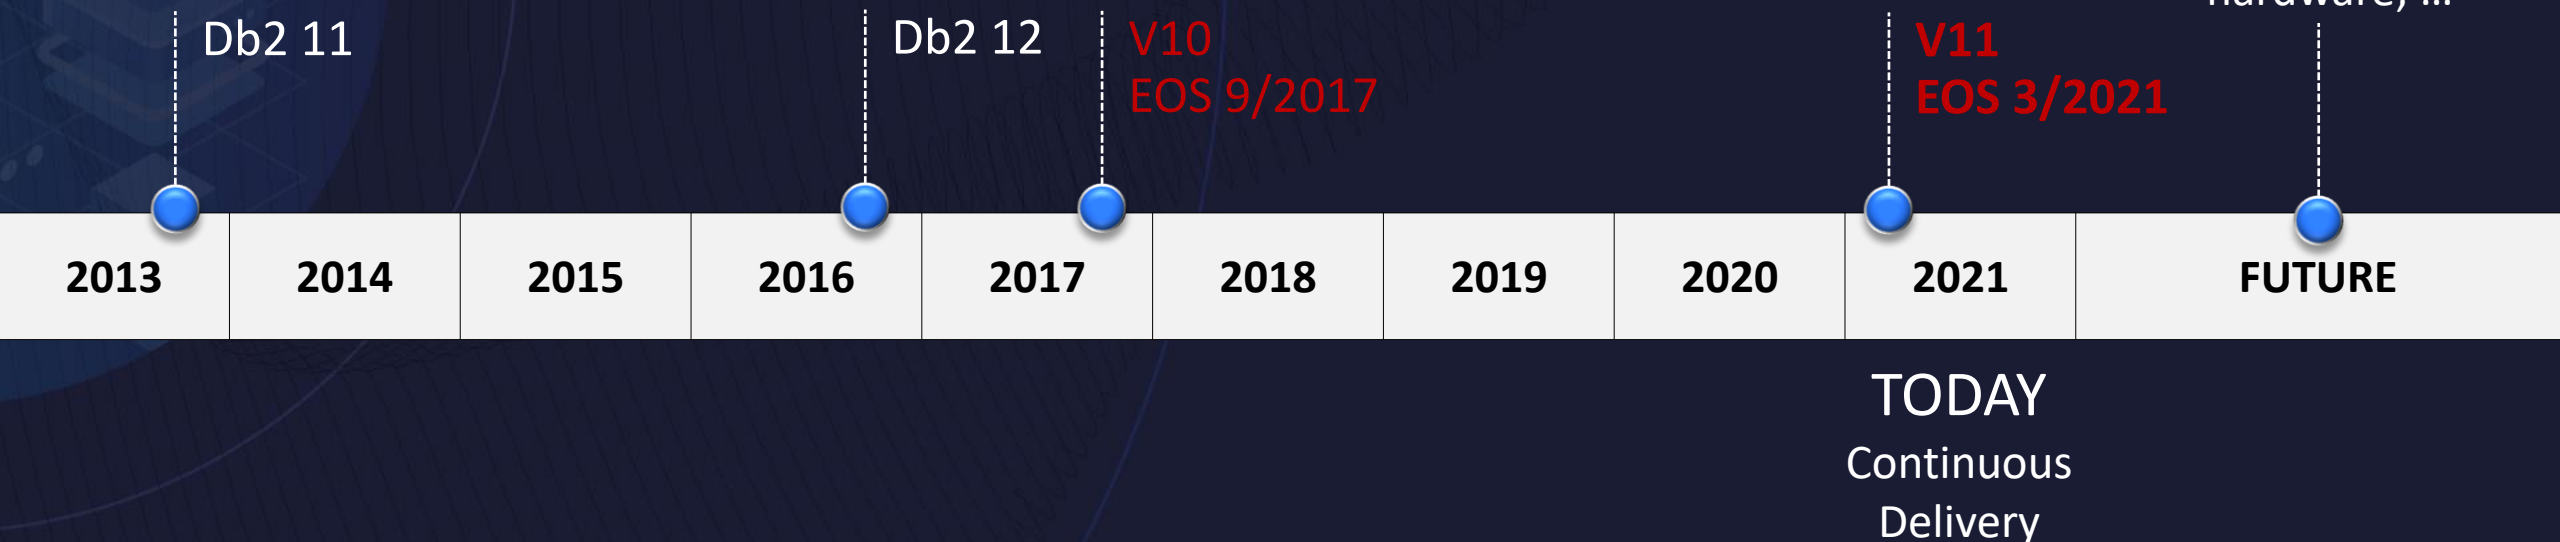 hardware, ...
Db2 11
Db2 12
V10
EOS 9/2017
V11
EOS 3/2021
2013
2014
2015
2016
2017
2018
2019
2020
2021
FUTURE
TODAY
Continuous
Delivery